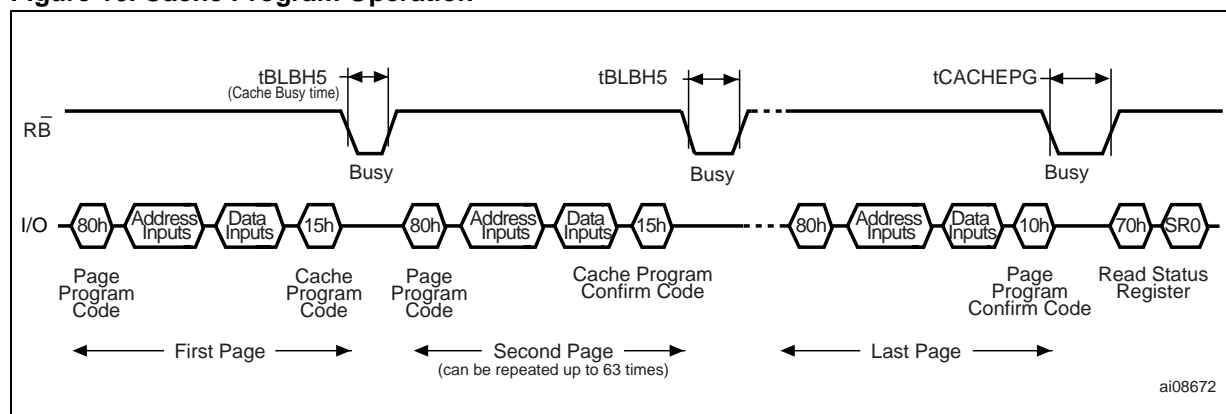 Figure 16. Cache Program Operation
tBLBH5
(Cache Busy time)
tBLBH5
tCACHEPG
RB
Busy
Busy
Busy
I/O
80h
Address Inputs
Data Inputs
15h
80h
Address Inputs
Data Inputs
15h
80h
Address Inputs
Data Inputs
10h
70h
SR0
Page
Program
Code
Cache
Program
Code
Page
Program
Code
Cache Program
Confirm Code
Page
Program
Confirm Code
Read Status
Register
First Page
Second Page
(can be repeated up to 63 times)
Last Page
ai08672